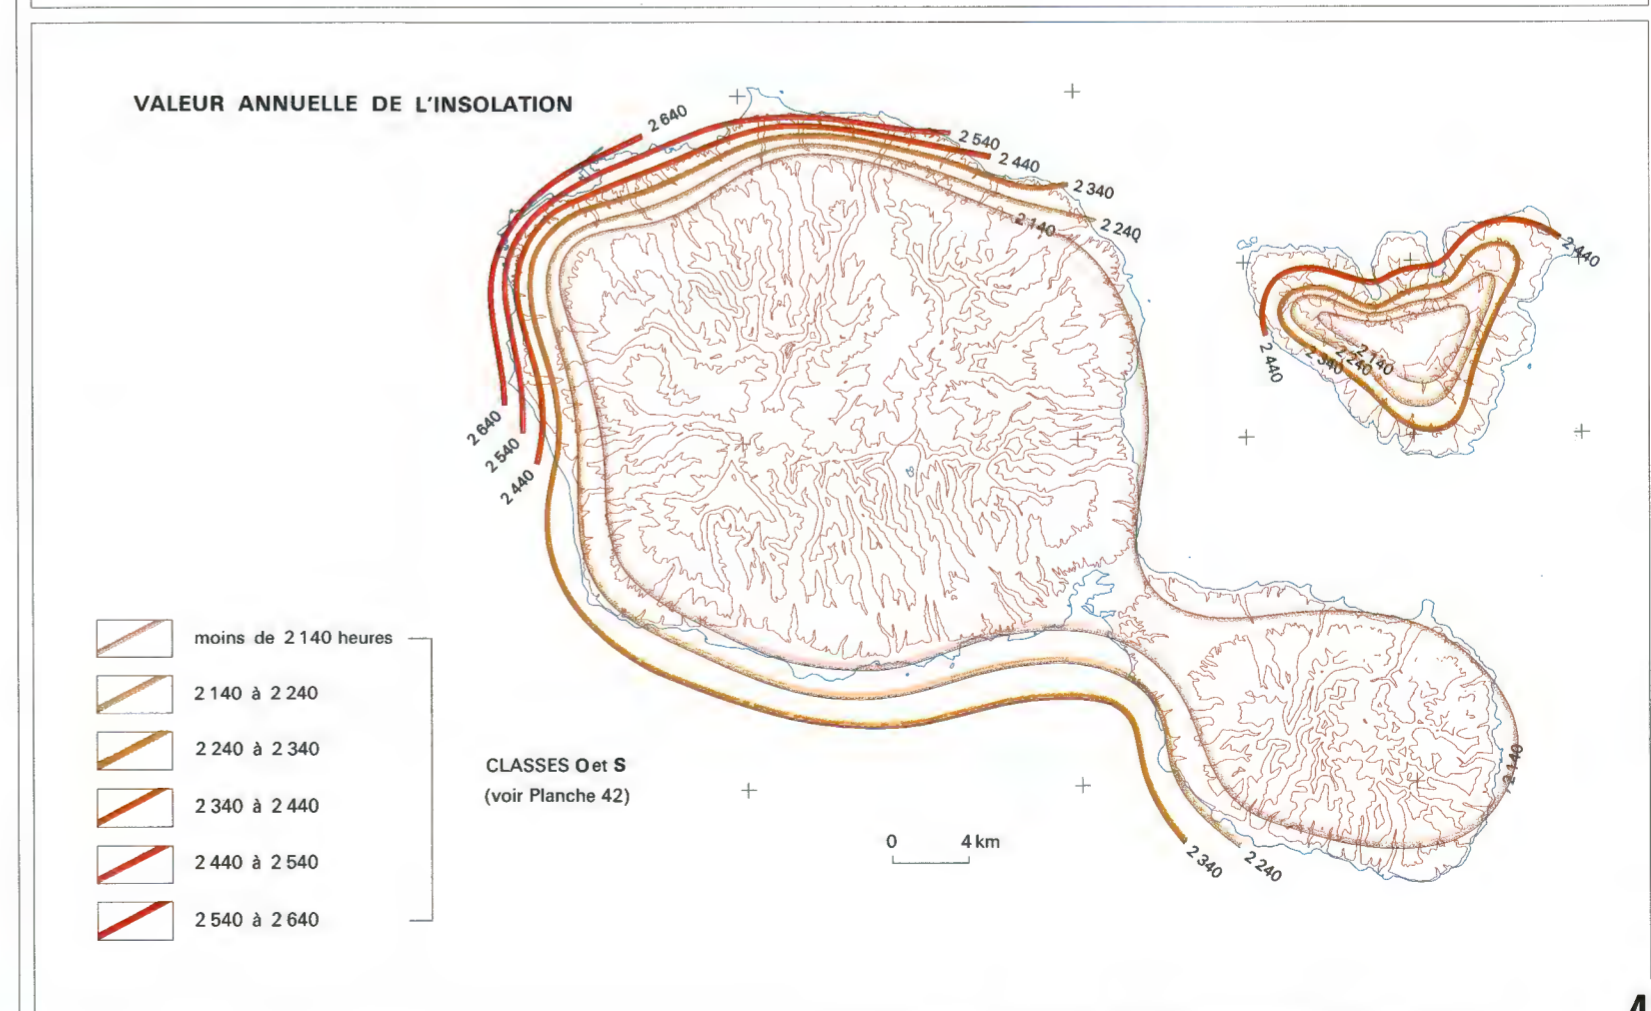 VALEUR ANNUELLE DE L'INSOLATION
2 640
2 540
2 440
2 340
2 240
2 140
2 440
2 440
2 340
2 240
2 140
2 640
2 540
2 440
moins de 2 140 heures
2 140 à 2 240
2 240 à 2 340
2 340 à 2 440
2 440 à 2 540
2 540 à 2 640
CLASSES O et S
(voir Planche 42)
0 4 km
2 140
2 340
2 240
4